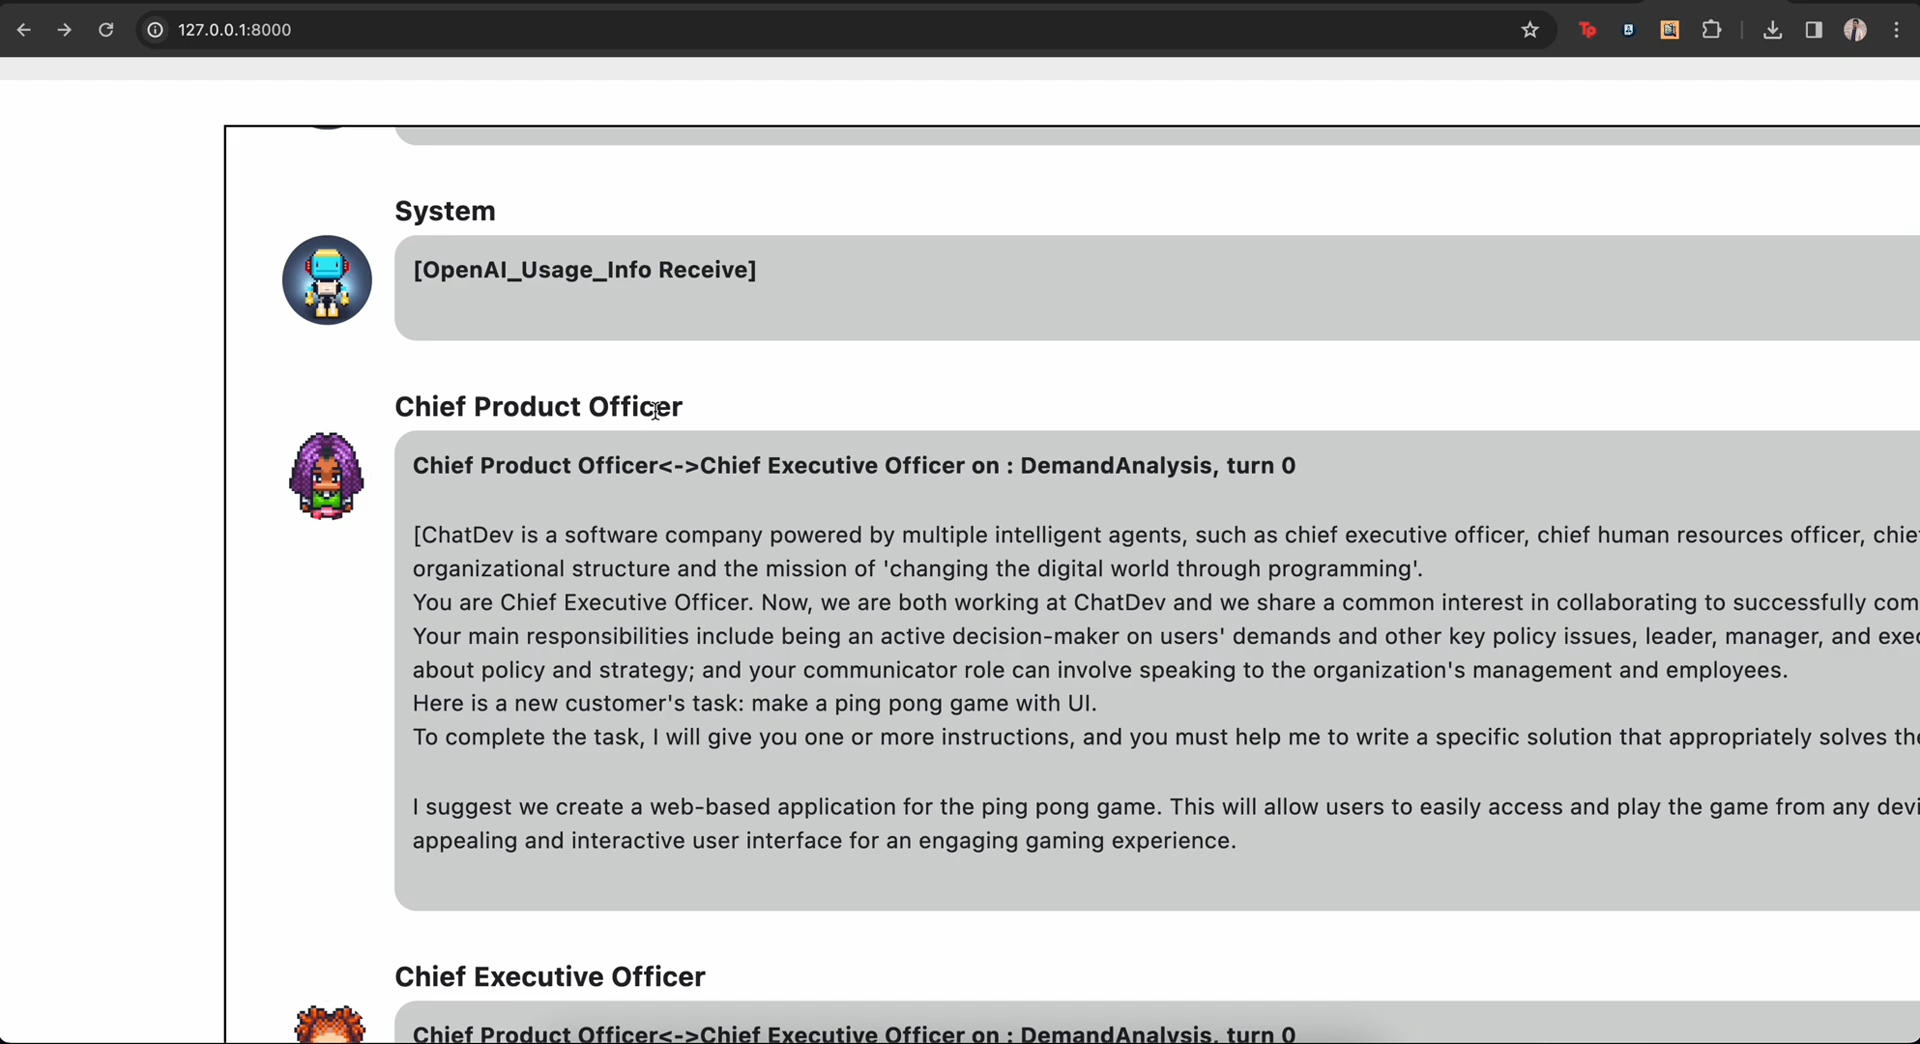 127.0.0.1:8000
Tp
System
[OpenAI_Usage_Info Receive]
Chief Product Officer
Chief Product Officer<->Chief Executive Officer on : DemandAnalysis, turn 0
[ChatDev is a software company powered by multiple intelligent agents, such as chief executive officer, chief human resources officer,
organizational structure and the mission of 'changing the digital world through programming'.
You are Chief Executive Officer. Now, we are both working at ChatDev and we share a common interest in collaborating to successfully
Your main responsibilities include being an active decision-maker on users' demands and other key policy issues, leader, manager, and
about policy and strategy; and your communicator role can involve speaking to the organization's management and employees.
Here is a new customer's task: make a ping pong game with UI.
To complete the task, I will give you one or more instructions, and you must help me to write a specific solution that appropriately solves
I suggest we create a web-based application for the ping pong game. This will allow users to easily access and play the game from any
appealing and interactive user interface for an engaging gaming experience.
Chief Executive Officer
Chief Product Officer<->Chief Executive Officer on : DemandAnalysis, turn 0